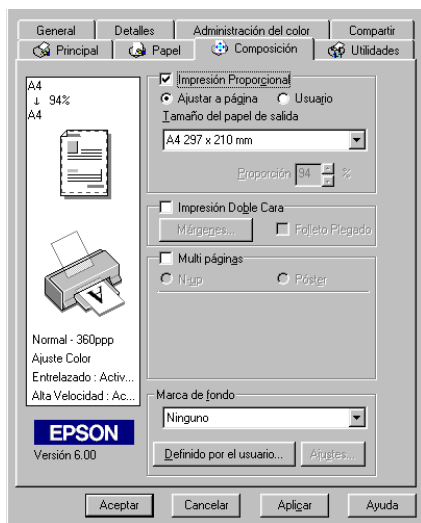 General Detalles Administración del color Compartir
Principal Papel Composición Utilidades
A4
↓ 94%
A4
Normal - 360ppp
Ajuste Color
Entrelazado : Activ...
Alta Velocidad : Ac...
EPSON
Versión 6.00
Impresión Proporcional
Ajustar a página Usuario
Tamaño del papel de salida
A4 297 x 210 mm
Proporción 94 %
Impresión Doble Cara
Márgenes... Folleto Plegado
Multi páginas
N-up Póster
Marca de fondo
Ninguno
Definido por el usuario... Ajustes...
Aceptar Cancelar Aplicar Ayuda